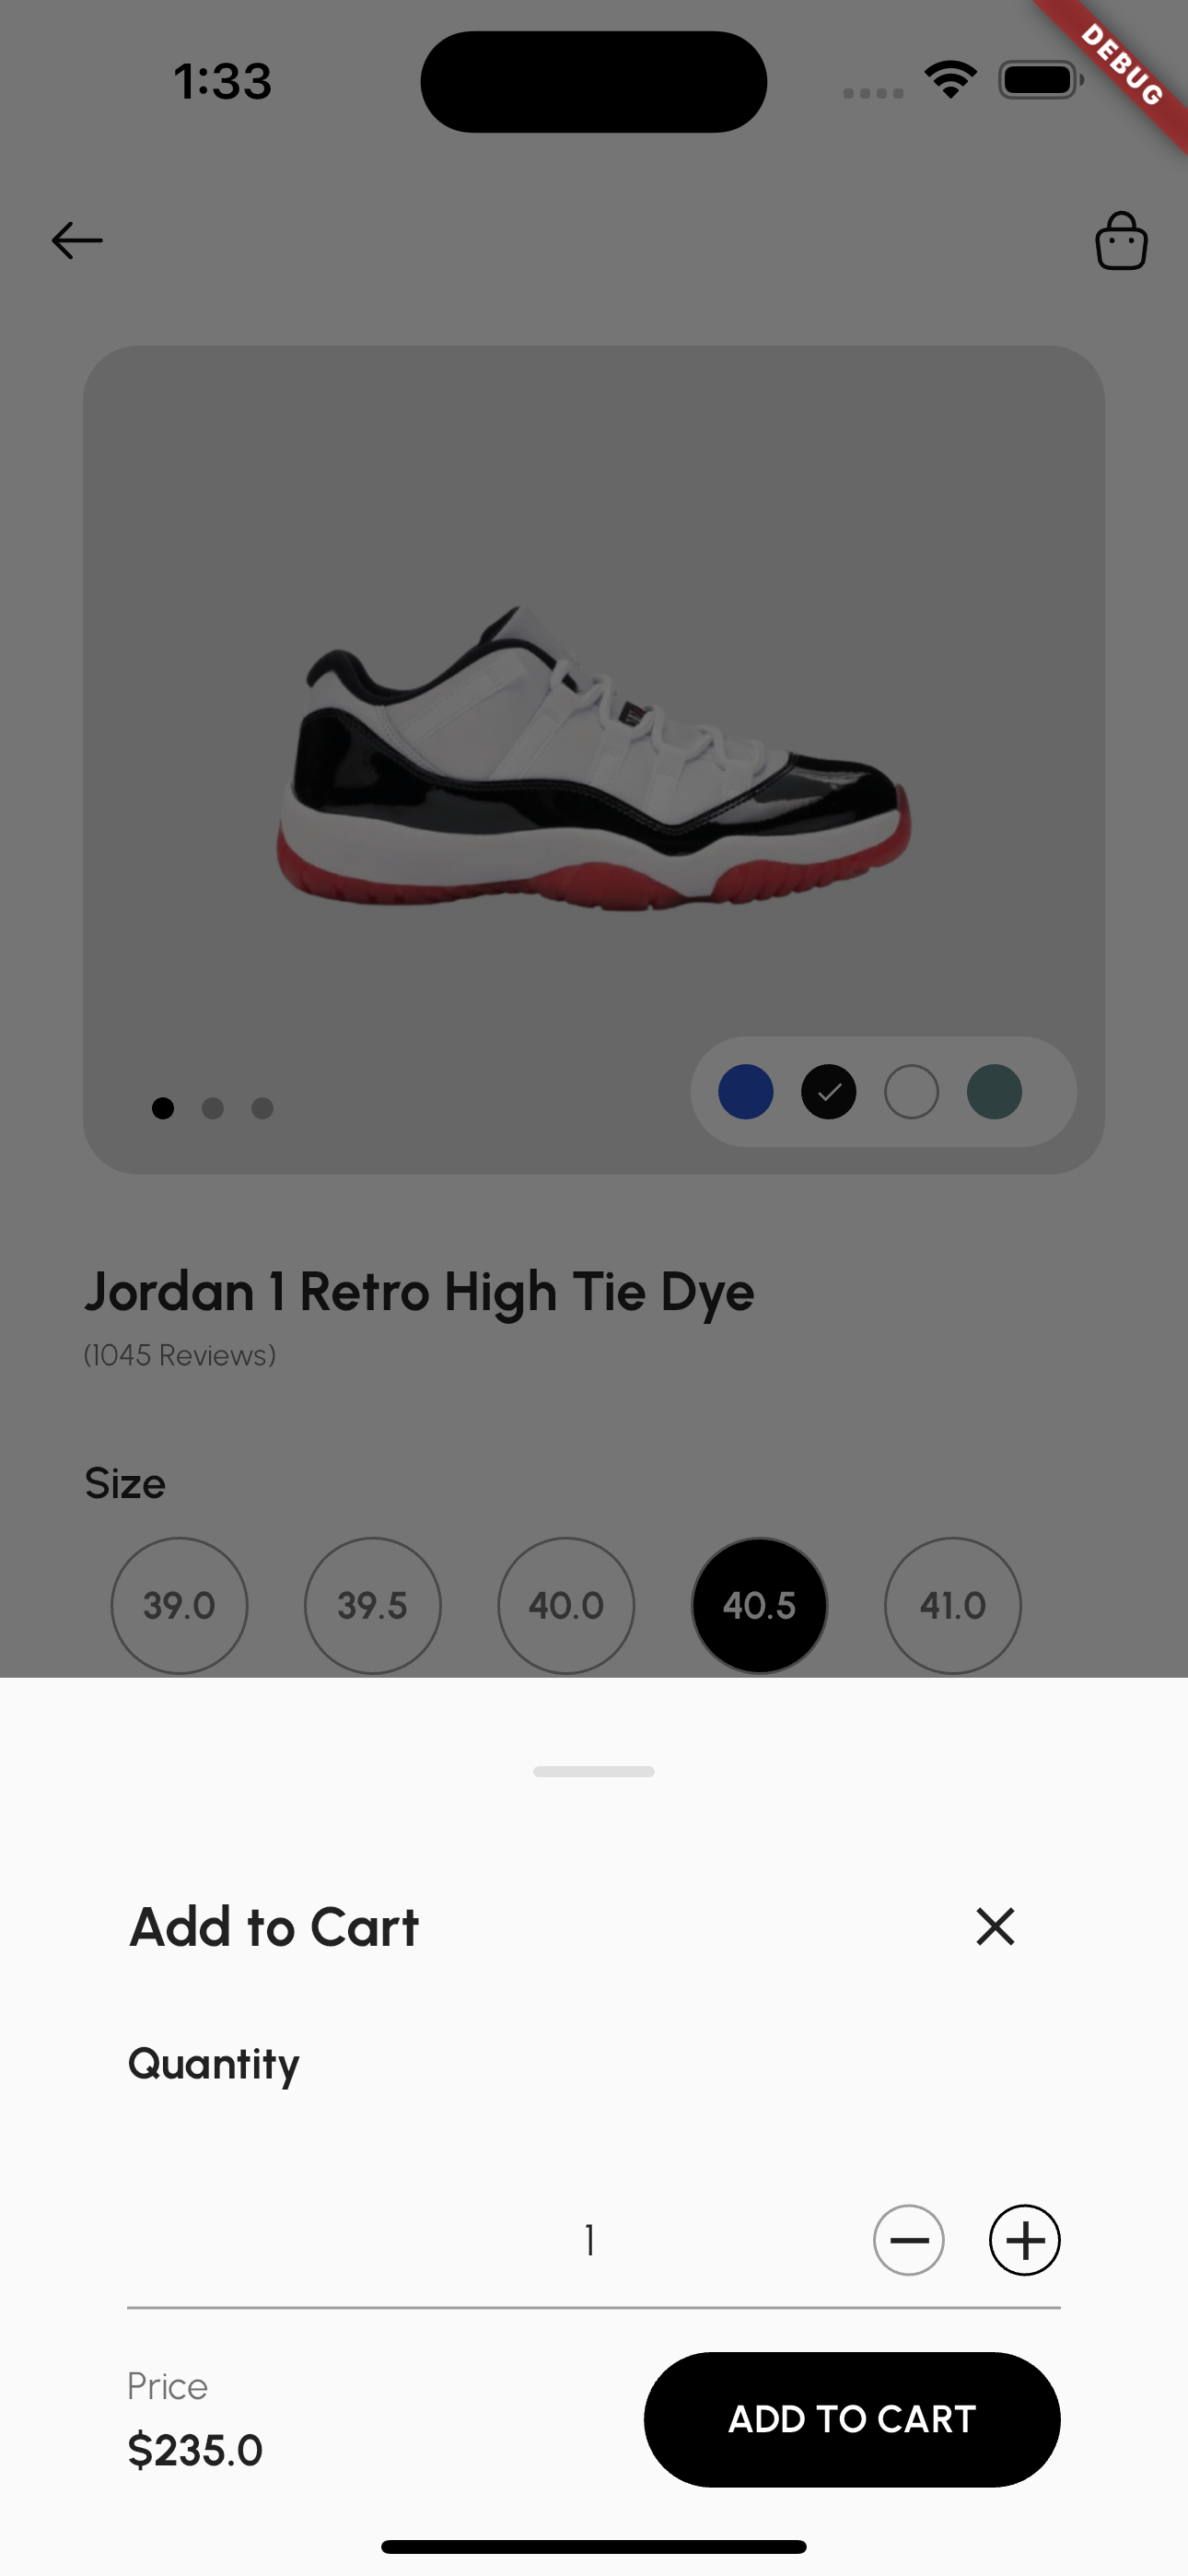 1:33
DEBUG
Jordan 1 Retro High Tie Dye
(1045 Reviews)
Size
39.0 39.5 40.0 40.5 41.0
Add to Cart
Quantity
1
Price
$235.0
ADD TO CART